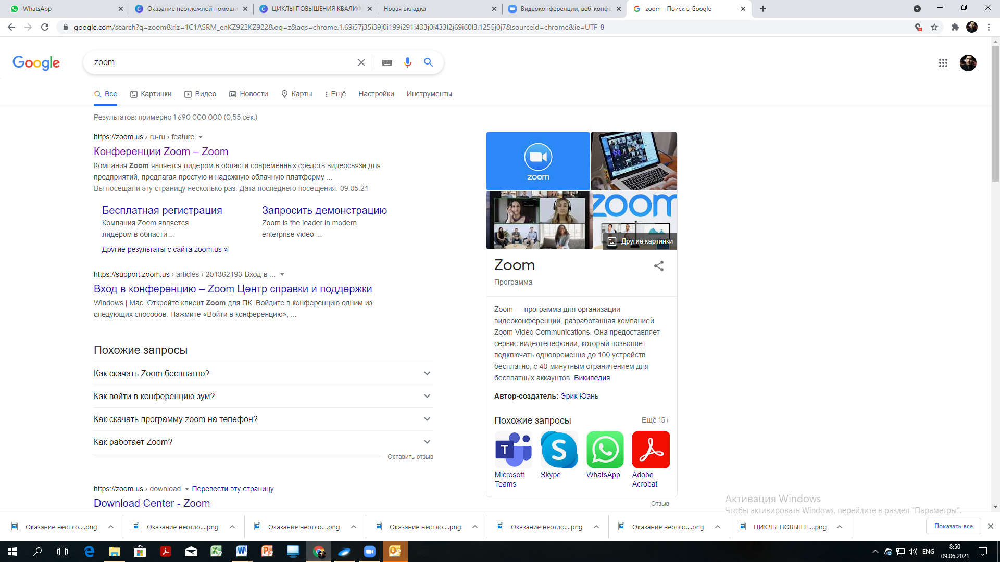 WhatsApp
Оказание неотложной помощи
ЦИКЛЫ ПОВЫШЕНИЯ КВАЛИФ
Новая вкладка
Видеоконференции, веб-конфе
zoom - Поиск в Google
google.com/search?q=zoom&rlz=1C1ASRM_enKZ922KZ922&oq=z&aqs=chrome.1.69i57j35i39j0i199i291i433j0i433l2j69i60l3.1255j0j7&sourceid=chrome&ie=UTF-8
Google
zoom
Все
Картинки
Видео
Новости
Карты
Ещё
Настройки
Инструменты
Результатов: примерно 1 690 000 000 (0,55 сек.)
https://zoom.us › ru-ru › feature
Конференции Zoom – Zoom
Компания Zoom является лидером в области современных средств видеосвязи для
предприятий, предлагая простую и надежную облачную платформу ...
Вы посещали эту страницу несколько раз. Дата последнего посещения: 09.05.21
Бесплатная регистрация
Компания Zoom является
лидером в области ...
Запросить демонстрацию
Zoom is the leader in modern
enterprise video ...
Другие результаты с сайта zoom.us »
https://support.zoom.us › articles › 201362193-Вход-в-...
Вход в конференцию – Zoom Центр справки и поддержки
Windows | Mac. Откройте клиент Zoom для ПК. Войдите в конференцию одним из
следующих способов. Нажмите «Войти в конференцию», ...
Похожие запросы
Как скачать Zoom бесплатно?
Как войти в конференцию зум?
Как скачать программу zoom на телефон?
Как работает Zoom?
Оставить отзыв
https://zoom.us › download
Перевести эту страницу
Download Center - Zoom
zoom
zoom
Другие картинки
Zoom
Программа
Zoom — программа для организации
видеоконференций, разработанная компанией
Zoom Video Communications. Она предоставляет
сервис видеотелефонии, который позволяет
подключать одновременно до 100 устройств
бесплатно, с 40-минутным ограничением для
бесплатных аккаунтов. Википедия
Автор-создатель: Эрик Юань
Похожие запросы
Ещё 15+
Microsoft
Teams
Skype
WhatsApp
Adobe
Acrobat
Отзыв
Активация Windows
Чтобы активировать Windows, перейдите в раздел "Параметры".
Оказание неотло....png
Оказание неотло....png
Оказание неотло....png
Оказание неотло....png
Оказание неотло....png
Оказание неотло....png
ЦИКЛЫ ПОВЫШЕ....png
Показать все
ENG
8:50
09.06.2021